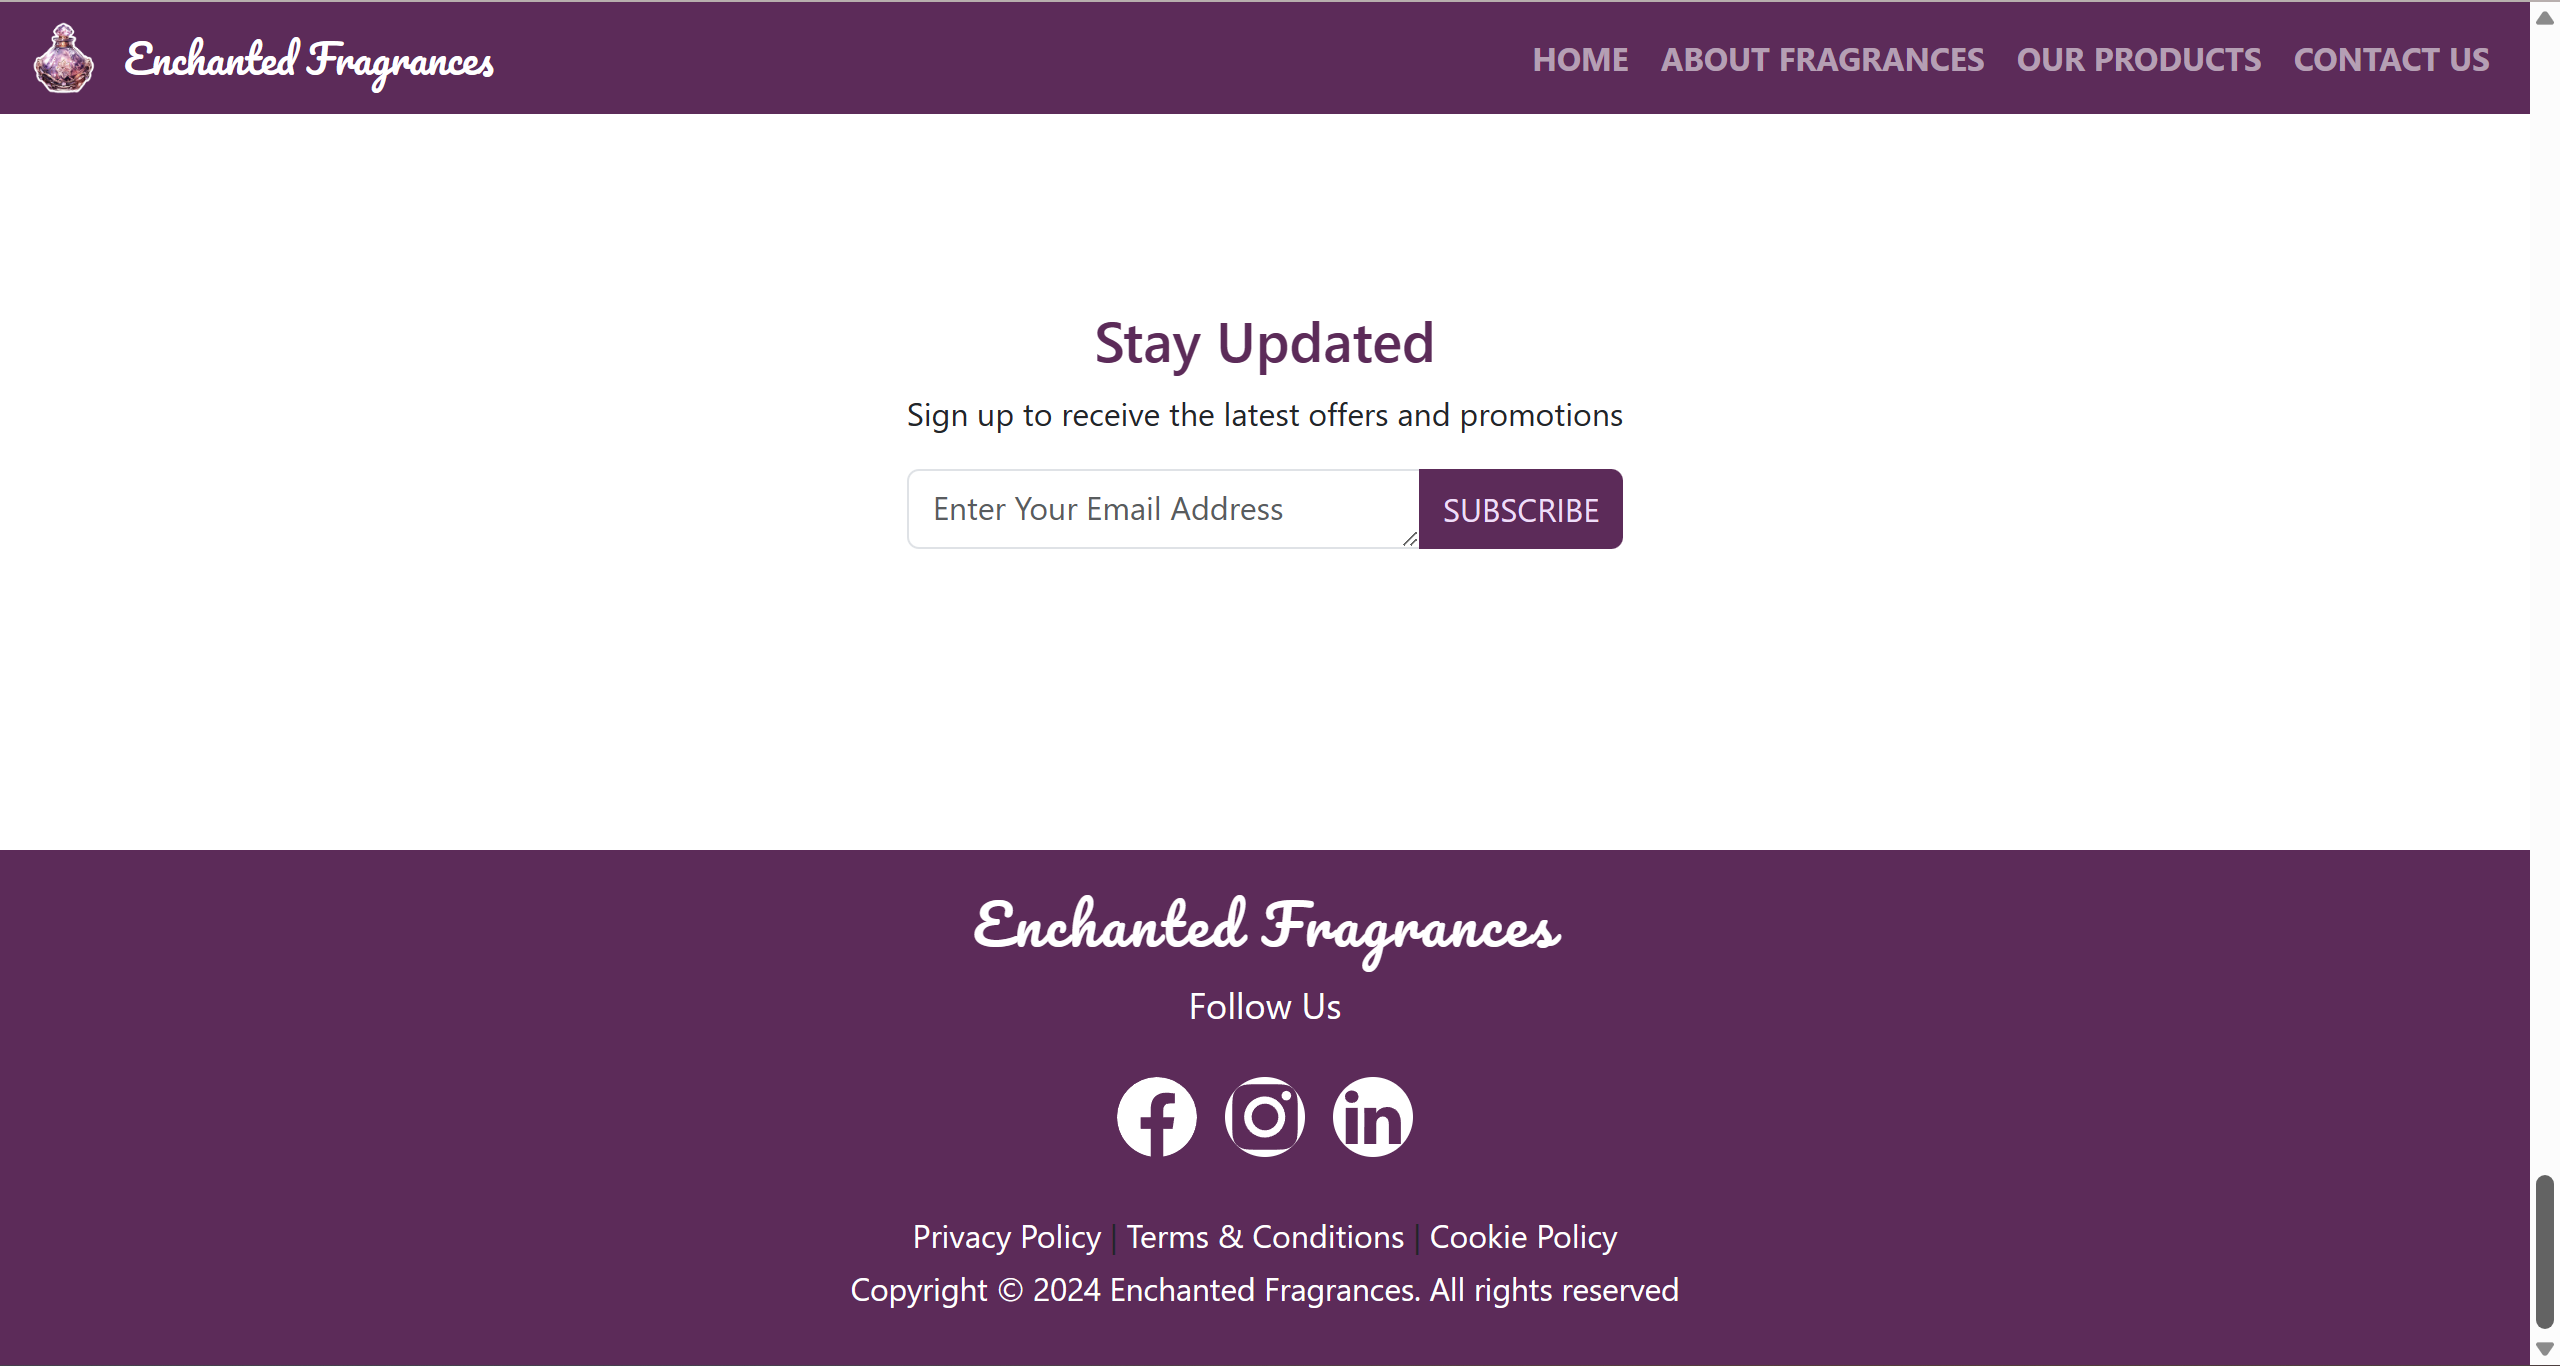 Enchanted Fragrances HOME ABOUT FRAGRANCES OUR PRODUCTS CONTACT US
Stay Updated
Sign up to receive the latest offers and promotions
Enter Your Email Address SUBSCRIBE
Enchanted Fragrances
Follow Us
Privacy Policy | Terms & Conditions | Cookie Policy
Copyright © 2024 Enchanted Fragrances. All rights reserved